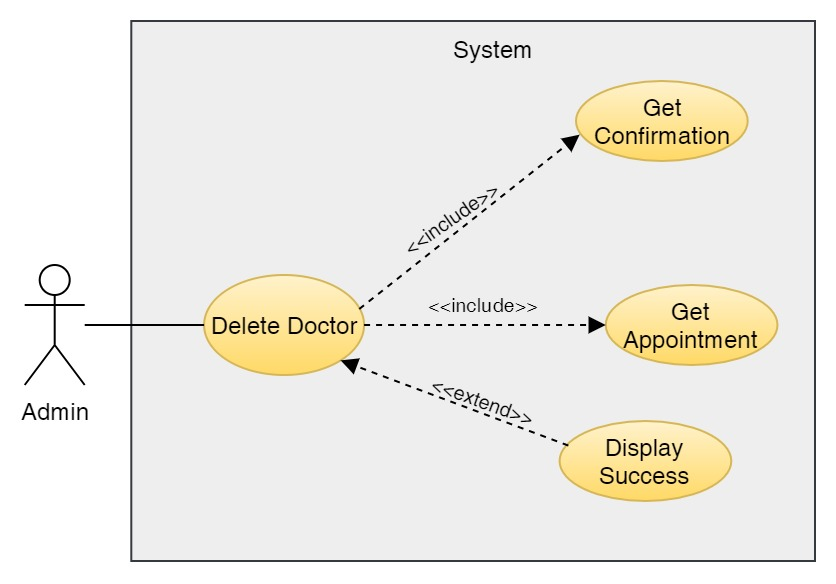 System
Get
Confirmation
<<include>>
Delete Doctor
<<include>>
Get
Appointment
<<extend>>
Display
Success
Admin